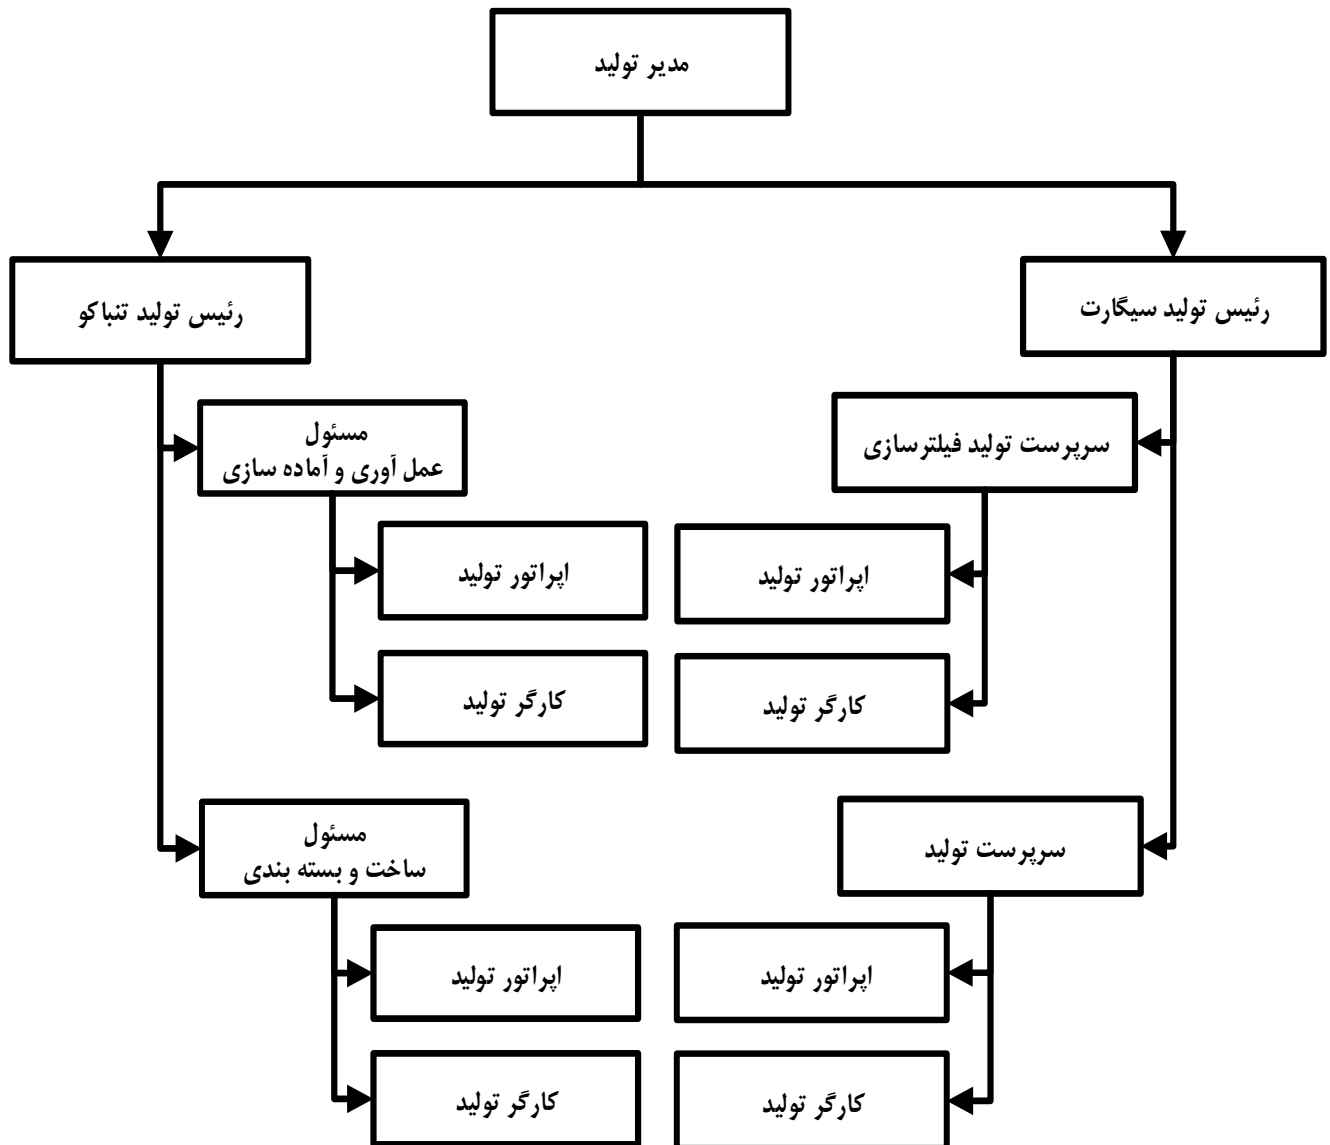 مدیر تولید
رئیس تولید سیگارت
رئیس تولید تنباکو
سرپرست تولید فیلترسازی
مسئول
عمل آوری و آماده سازی
اپراتور تولید
اپراتور تولید
کارگر تولید
کارگر تولید
سرپرست تولید
مسئول
ساخت و بسته بندی
اپراتور تولید
اپراتور تولید
کارگر تولید
کارگر تولید